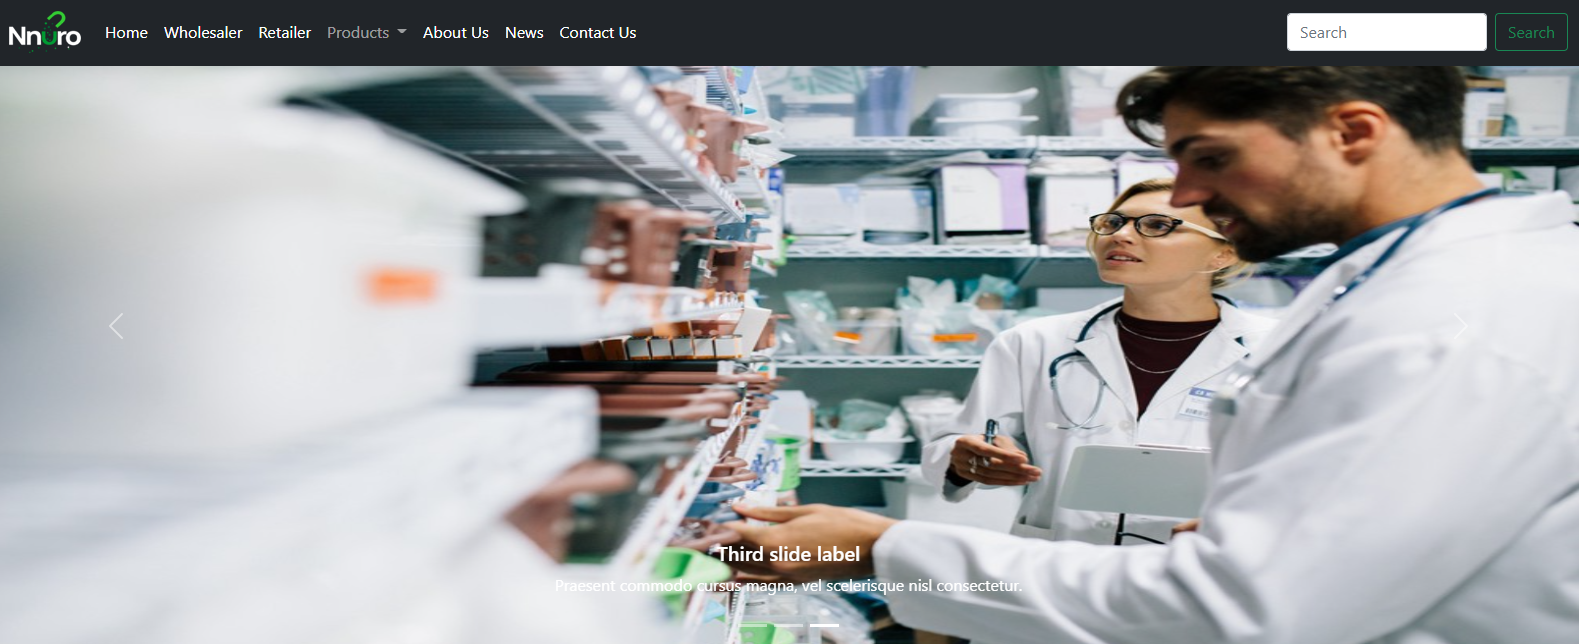 Nnuro
Home Wholesaler Retailer Products About Us News Contact Us Search Search
Third slide label
Praesent commodo cursus magna, vel scelerisque nisl consectetur.